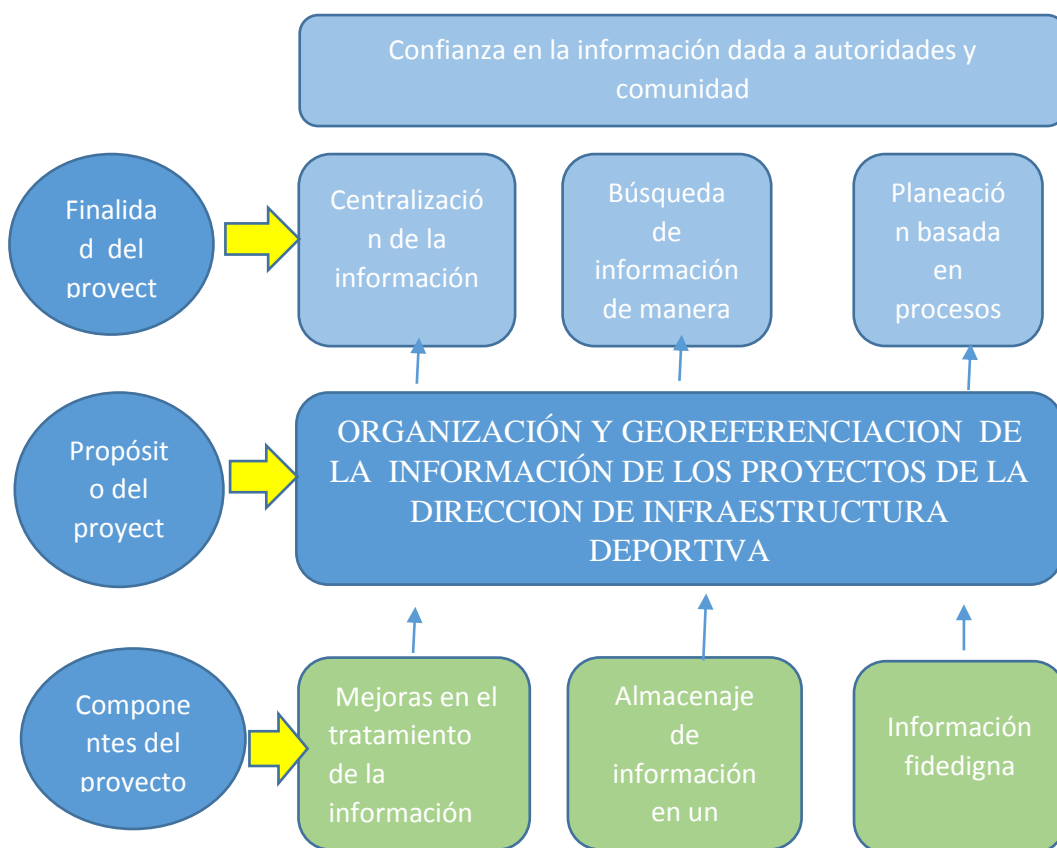 Confianza en la información dada a autoridades y
comunidad
Finalida
d del
proyect
Centralizació
n de la
información
Búsqueda
de
información
de manera
Planeació
n basada
en
procesos
Propósit
o del
proyect
ORGANIZACIÓN Y GEOREFERENCIACION DE
LA INFORMACIÓN DE LOS PROYECTOS DE LA
DIRECCION DE INFRAESTRUCTURA
DEPORTIVA
Compone
ntes del
proyecto
Mejoras en el
tratamiento
de la
información
Almacenaje
de
información
en un
Información
fidedigna